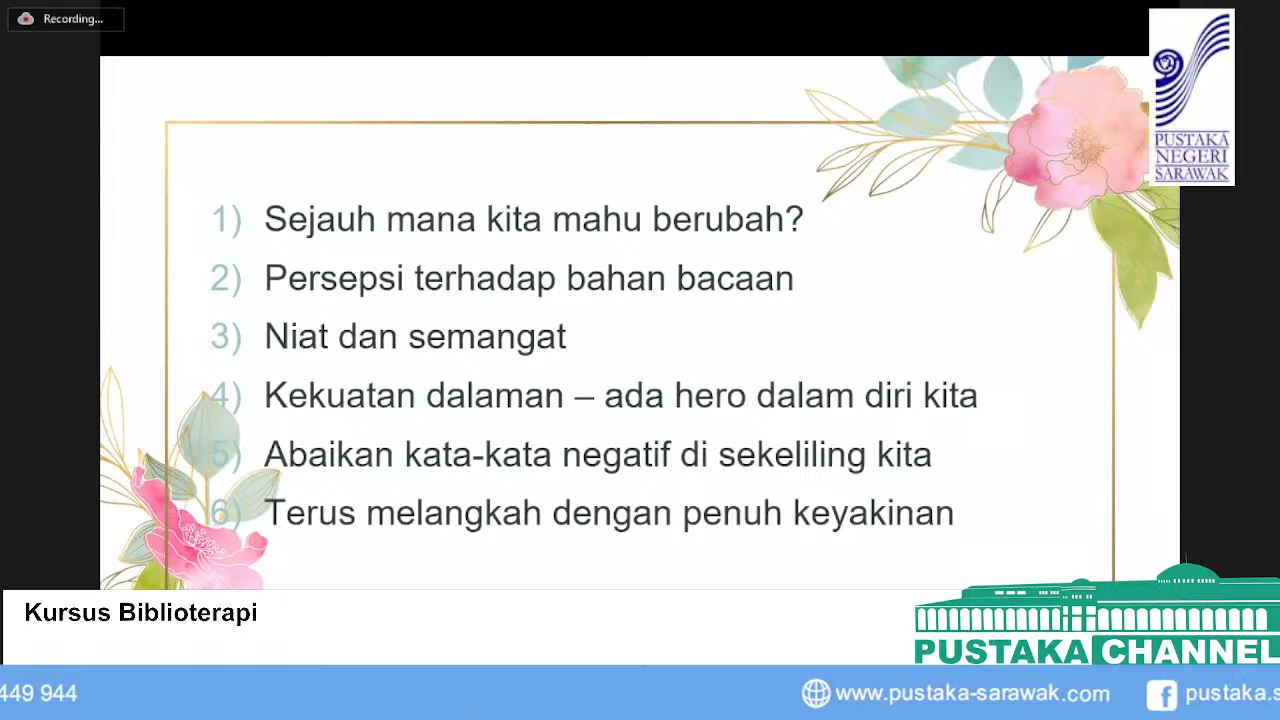 Recording...
PUSTAKA
NEGERI
SARAWAK
1) Sejauh mana kita mahu berubah?
2) Persepsi terhadap bahan bacaan
3) Niat dan semangat
4) Kekuatan dalaman – ada hero dalam diri kita
5) Abaikan kata-kata negatif di sekeliling kita
6) Terus melangkah dengan penuh keyakinan
Kursus Biblioterapi
PUSTAKA CHANNEL
449 944 www.pustaka-sarawak.com pustaka.s